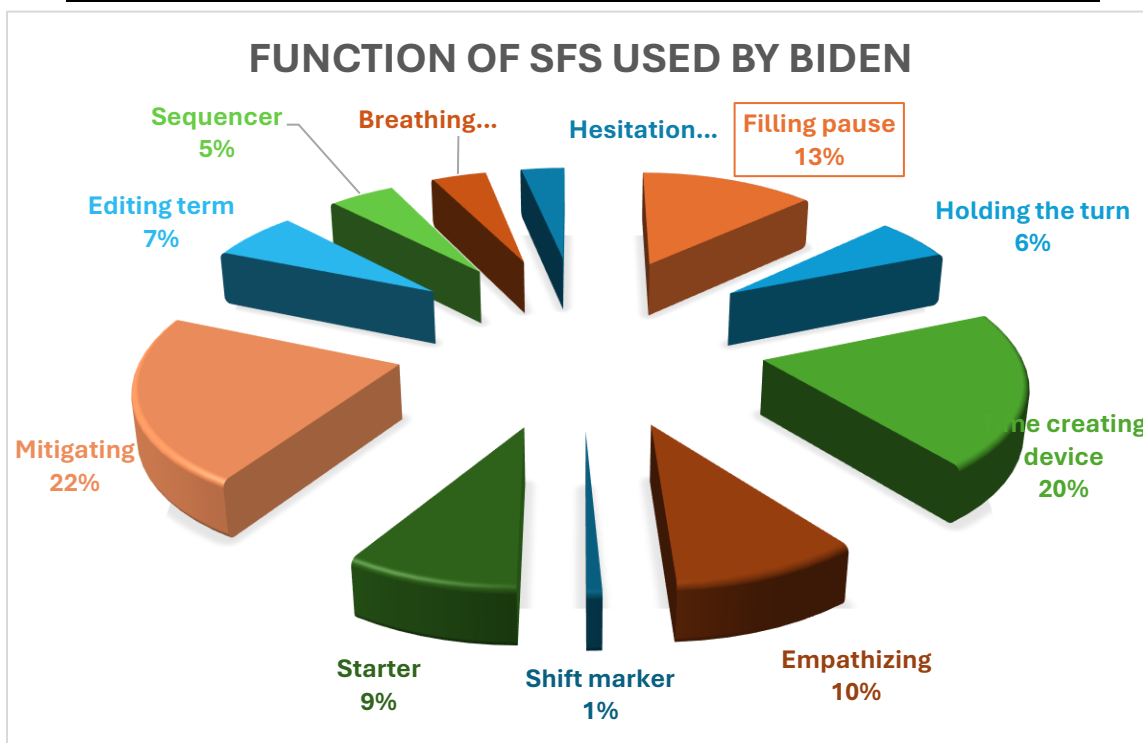 FUNCTION OF SFS USED BY BIDEN
Sequencer
5%
Breathing...
Hesitation...
Filling pause
13%
Editing term
7%
Holding the turn
6%
Mitigating
22%
creating
device
20%
Starter
9%
Shift marker
1%
Empathizing
10%